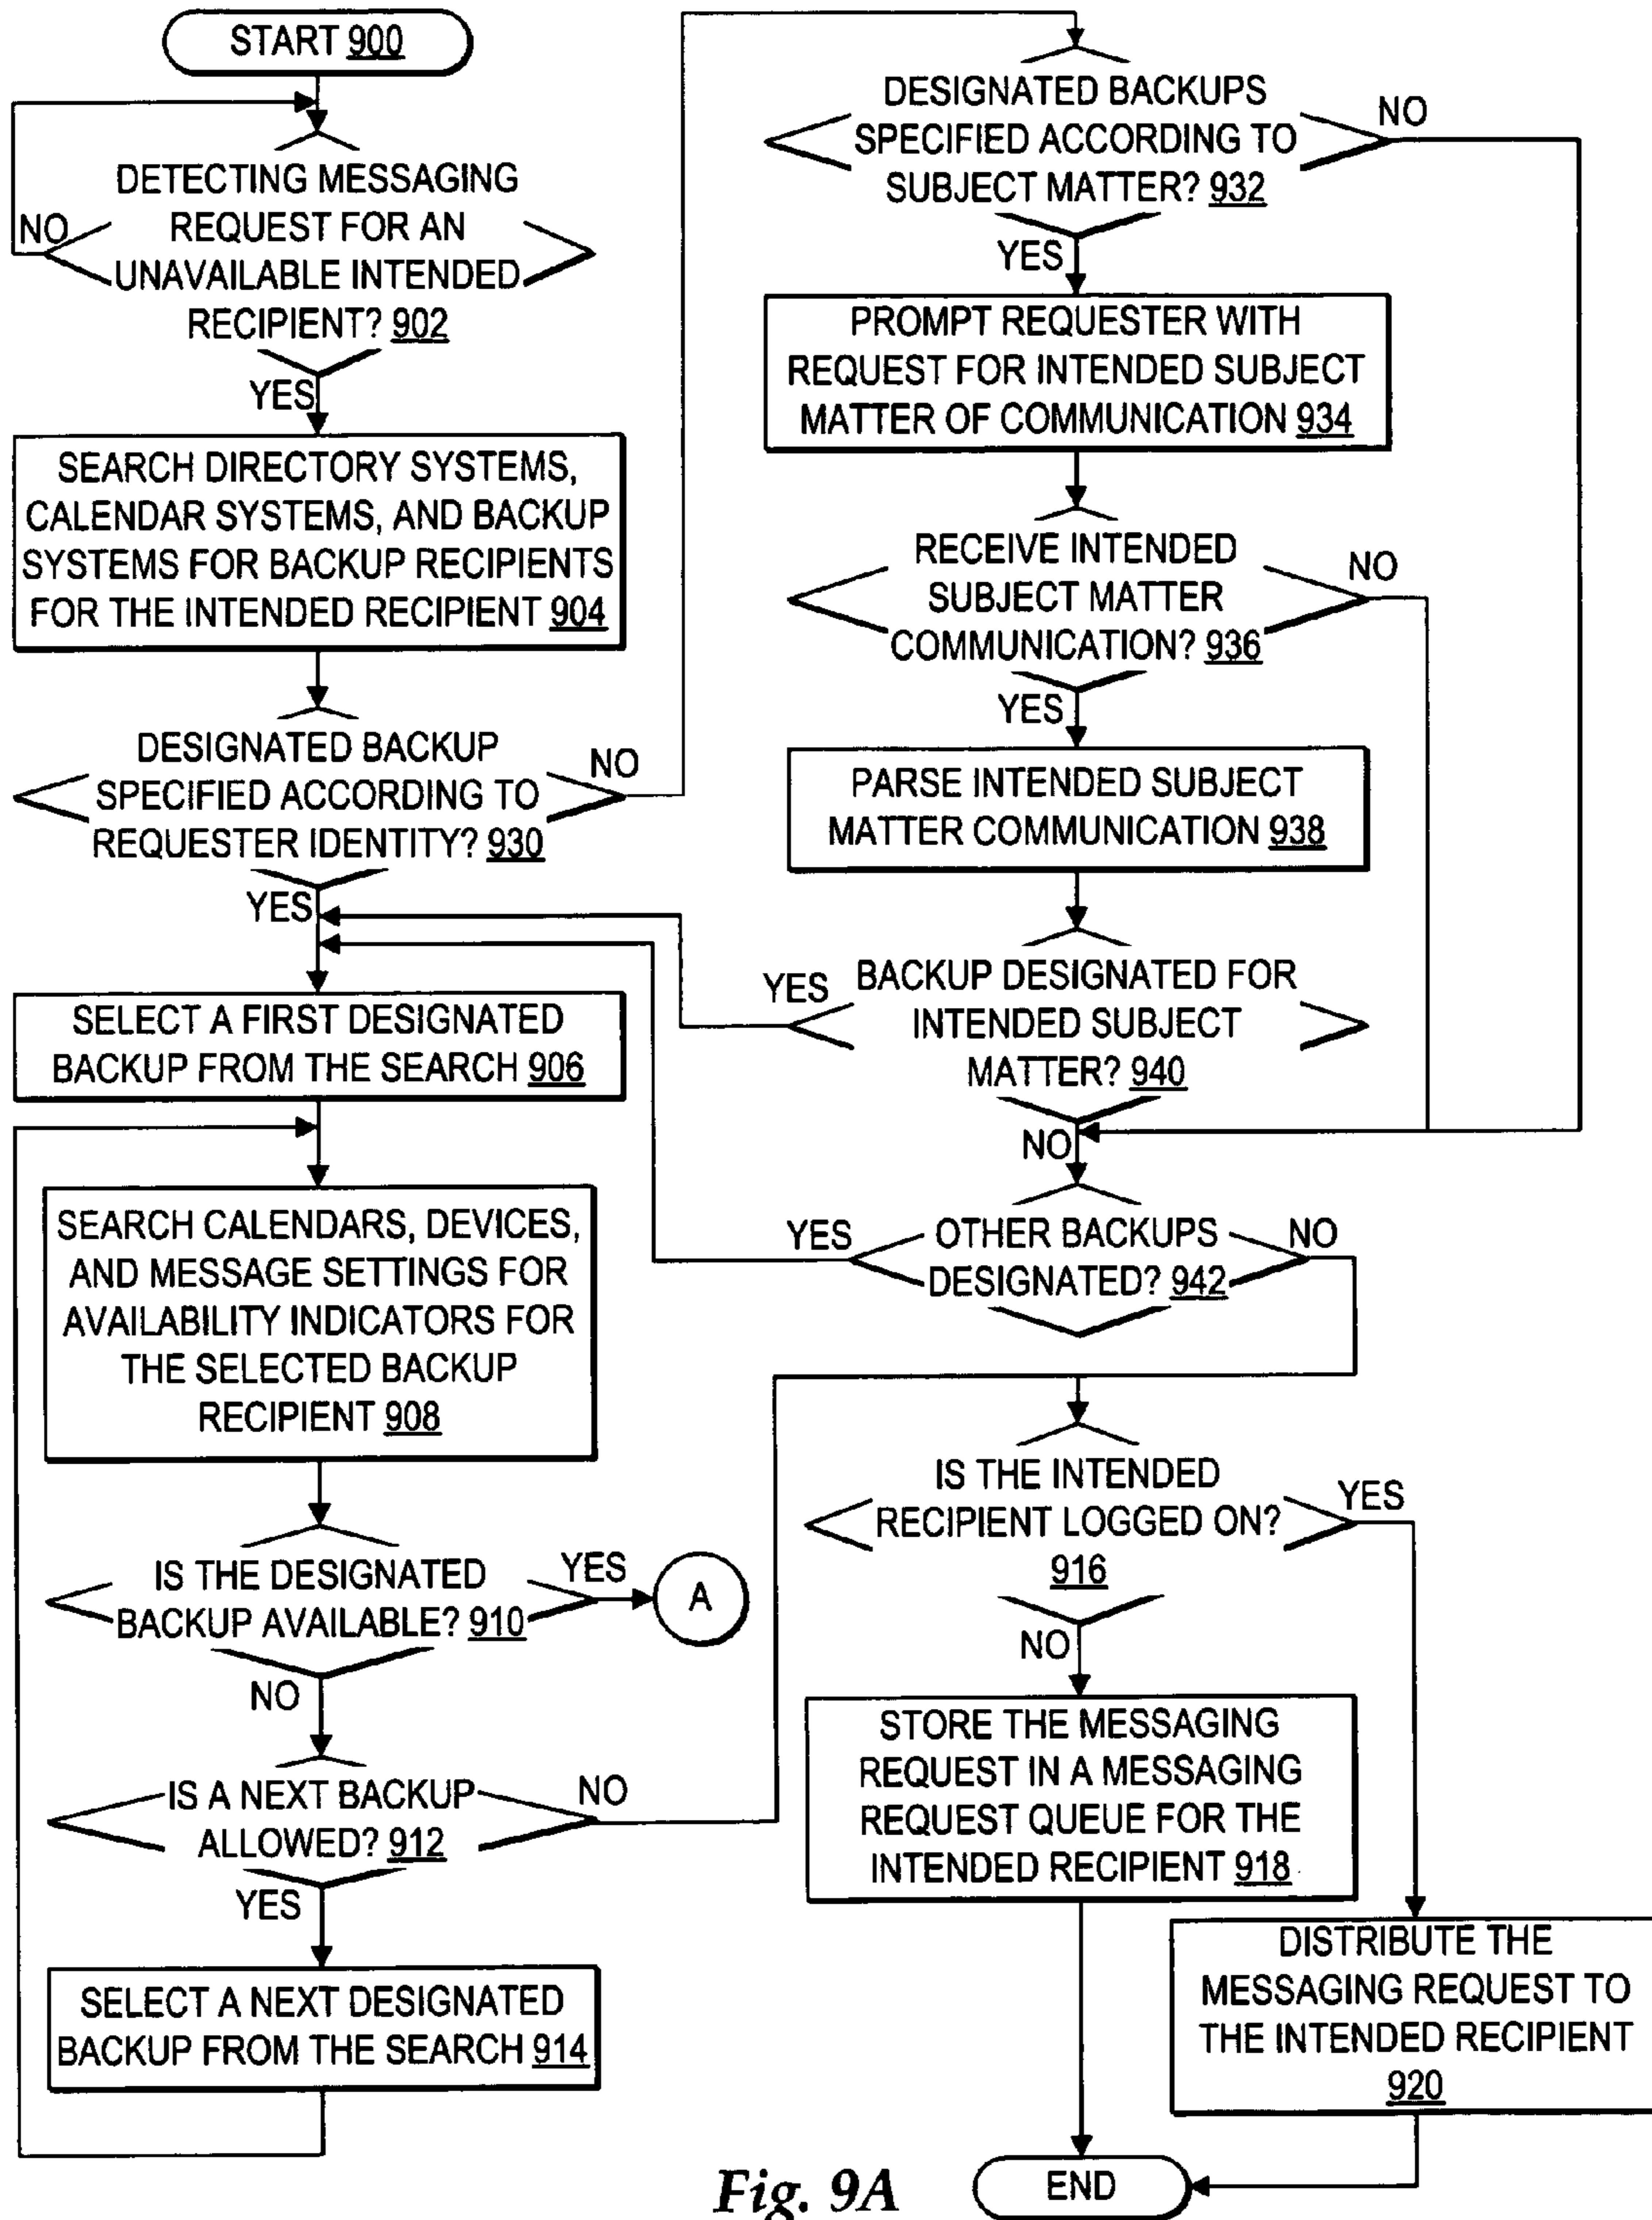 START 900
DETECTING MESSAGING
REQUEST FOR AN
UNAVAILABLE INTENDED
RECIPIENT? 902
NO
YES
SEARCH DIRECTORY SYSTEMS,
CALENDAR SYSTEMS, AND BACKUP
SYSTEMS FOR BACKUP RECIPIENTS
FOR THE INTENDED RECIPIENT 904
DESIGNATED BACKUP
SPECIFIED ACCORDING TO
REQUESTER IDENTITY? 930
NO
YES
SELECT A FIRST DESIGNATED
BACKUP FROM THE SEARCH 906
SEARCH CALENDARS, DEVICES,
AND MESSAGE SETTINGS FOR
AVAILABILITY INDICATORS FOR
THE SELECTED BACKUP
RECIPIENT 908
IS THE DESIGNATED
BACKUP AVAILABLE? 910
YES
A
NO
IS A NEXT BACKUP
ALLOWED? 912
NO
YES
SELECT A NEXT DESIGNATED
BACKUP FROM THE SEARCH 914
DESIGNATED BACKUPS
SPECIFIED ACCORDING TO
SUBJECT MATTER? 932
NO
YES
PROMPT REQUESTER WITH
REQUEST FOR INTENDED SUBJECT
MATTER OF COMMUNICATION 934
RECEIVE INTENDED
SUBJECT MATTER
COMMUNICATION? 936
NO
YES
PARSE INTENDED SUBJECT
MATTER COMMUNICATION 938
BACKUP DESIGNATED FOR
INTENDED SUBJECT
MATTER? 940
YES
NO
OTHER BACKUPS
DESIGNATED? 942
YES
NO
IS THE INTENDED
RECIPIENT LOGGED ON?
916
YES
NO
STORE THE MESSAGING
REQUEST IN A MESSAGING
REQUEST QUEUE FOR THE
INTENDED RECIPIENT 918
DISTRIBUTE THE
MESSAGING REQUEST TO
THE INTENDED RECIPIENT
920
END
Fig. 9A